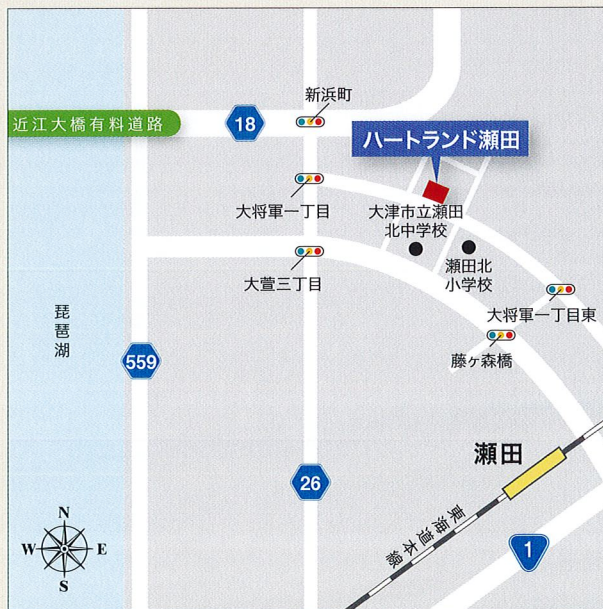 新浜町
近江大橋有料道路
18
ハートランド瀬田
大将軍一丁目
大津市立瀬田
北中学校
大萱三丁目
瀬田北
小学校
大将軍一丁目東
琵琶湖
藤ヶ森橋
559
瀬田
26
東海道本線
1
N
W
E
S